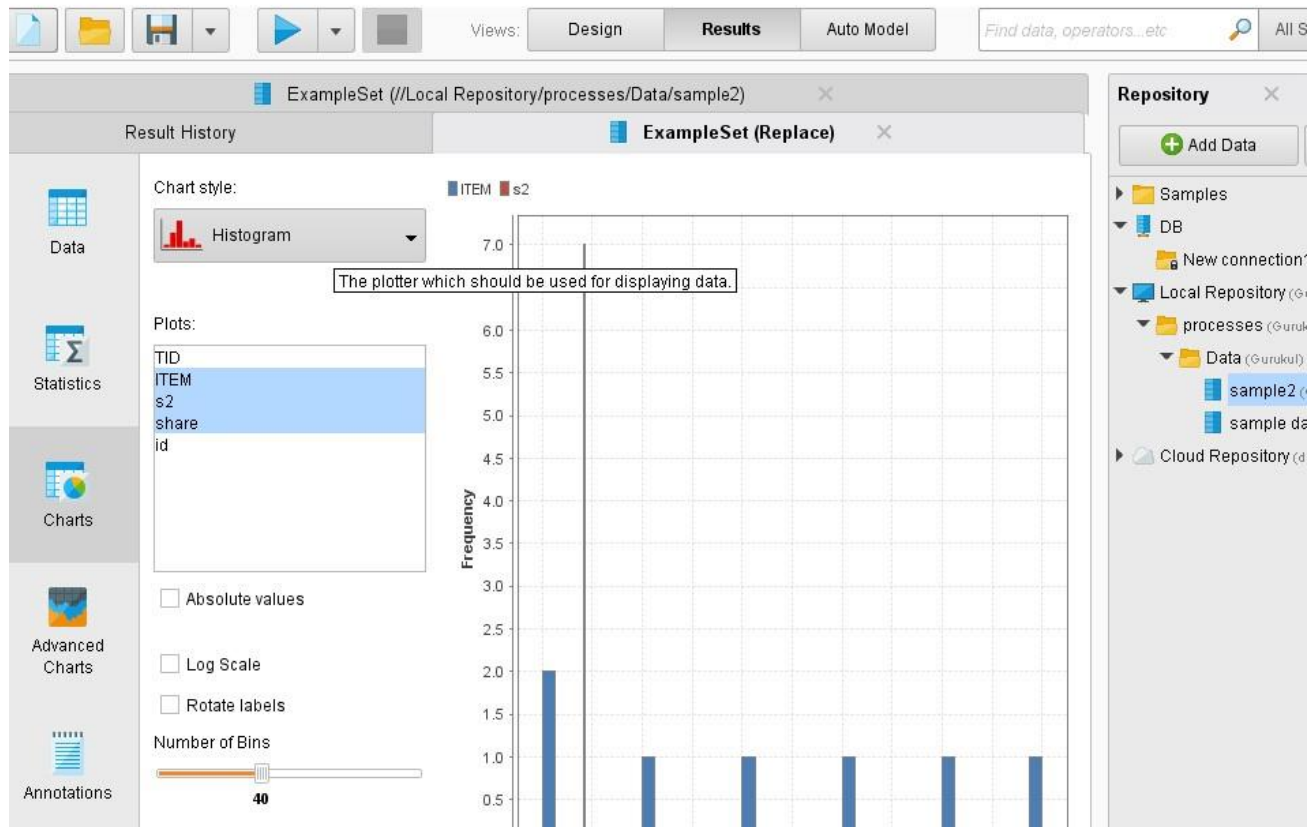 Views:
Design
Results
Auto Model
Find data, operators...etc
All S
ExampleSet (//Local Repository/processes/Data/sample2)
Result History
ExampleSet (Replace)
Data
Statistics
Charts
Advanced
Charts
Annotations
Chart style:
Histogram
The plotter which should be used for displaying data.
Plots:
TID
ITEM
s2
share
id
Absolute values
Log Scale
Rotate labels
Number of Bins
40
ITEM s2
Frequency
7.0
6.0
5.5
5.0
4.5
4.0
3.5
3.0
2.5
2.0
1.5
1.0
0.5
Repository
Add Data
Samples
DB
New connection
Local Repository (G
processes (Guruk
Data (Gurukul)
sample2 (
sample da
Cloud Repository (d